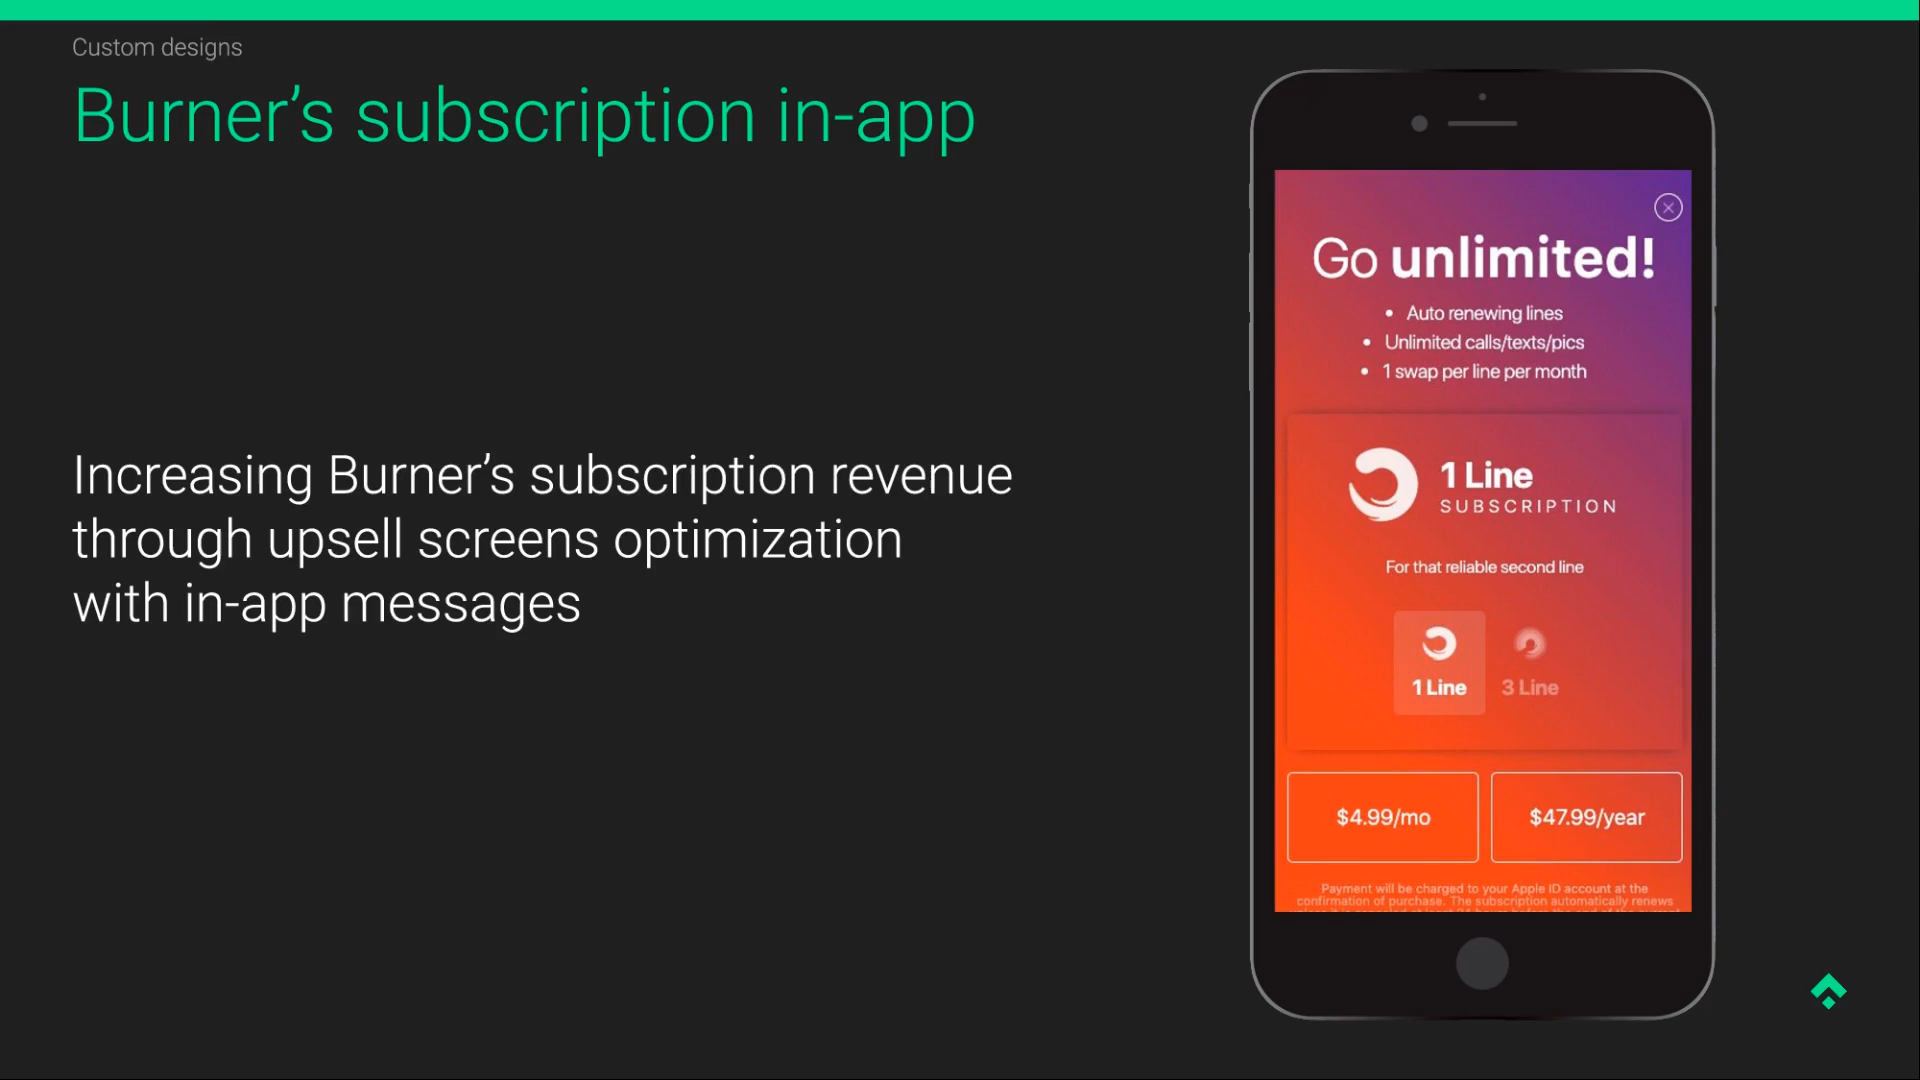 Custom designs
Burner’s subscription in-app
Increasing Burner’s subscription revenue
through upsell screens optimization
with in-app messages
Go unlimited!
• Auto renewing lines
• Unlimited calls/texts/pics
• 1 swap per line per month
1 Line
SUBSCRIPTION
For that reliable second line
1 Line
3 Line
$4.99/mo
$47.99/year
Payment will be charged to your Apple ID account at the
confirmation of purchase. The subscription automatically renews